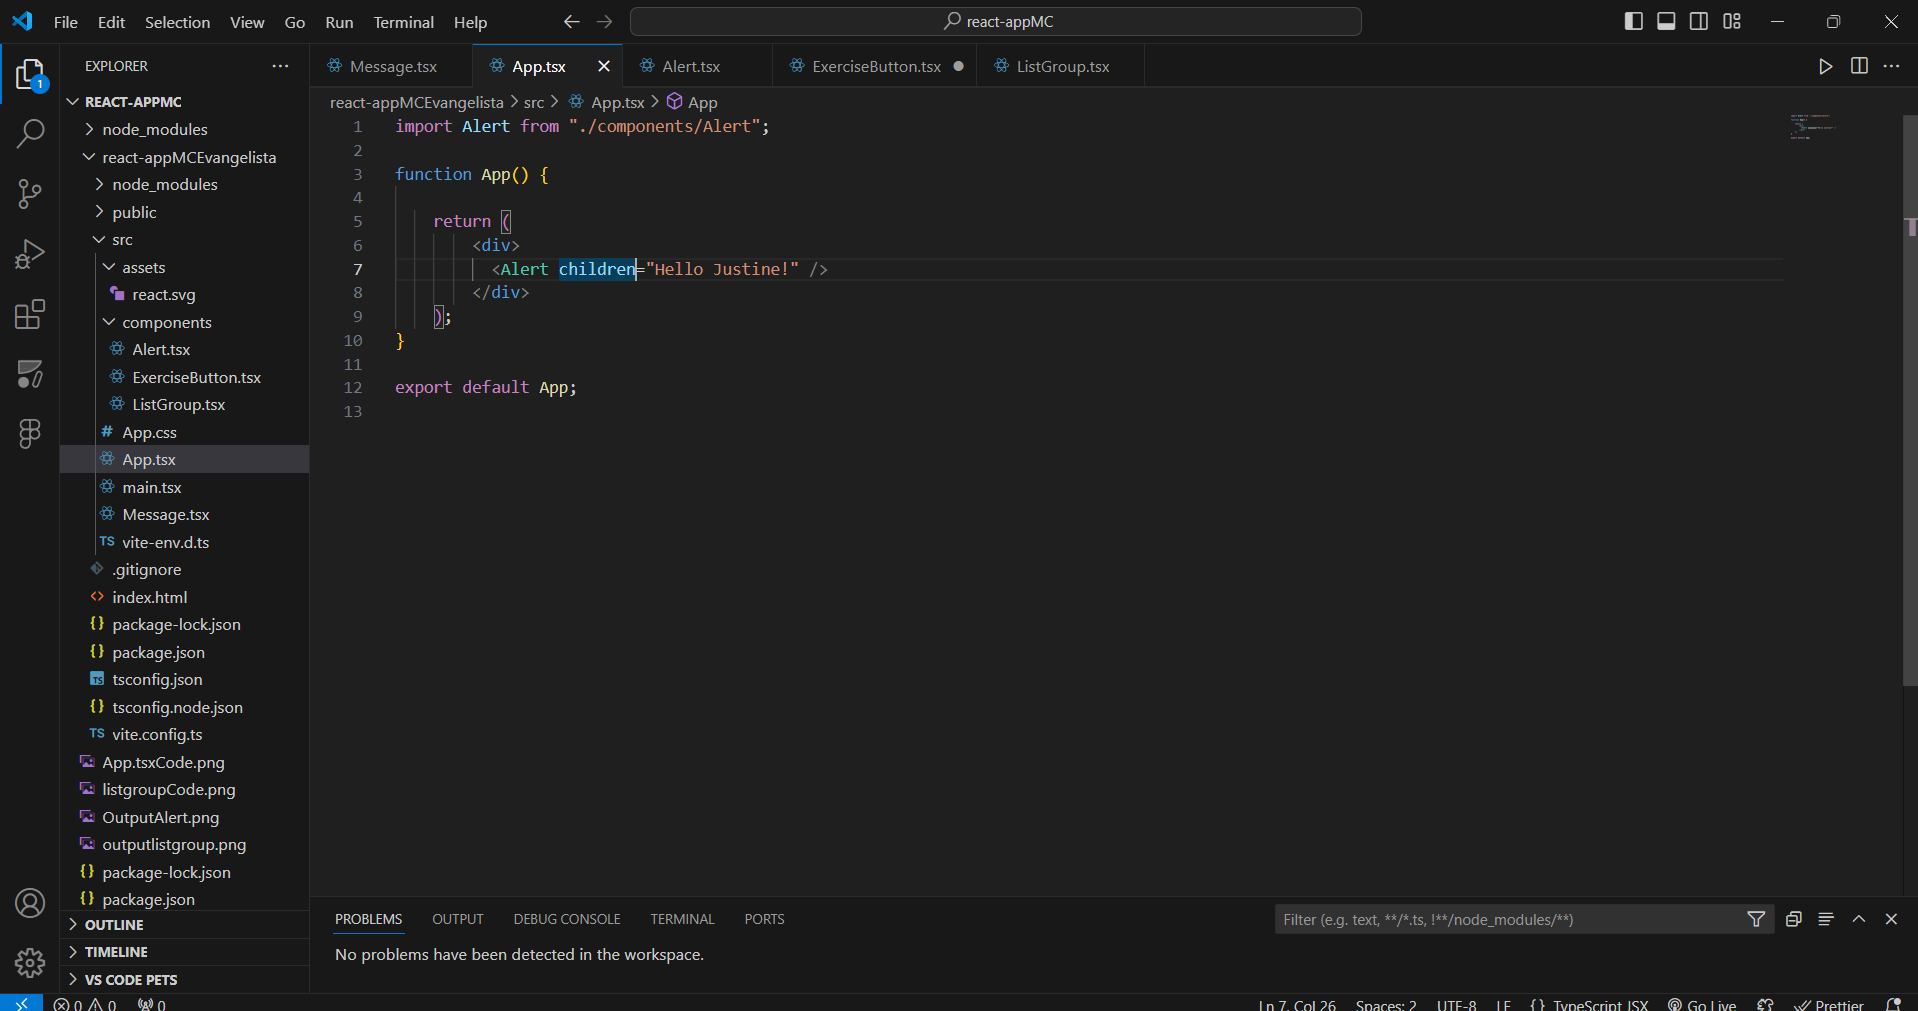 File Edit Selection View Go Run Terminal Help
react-appMC
1
EXPLORER
REACT-APPMC
node_modules
react-appMCEvangelista
node_modules
public
src
assets
react.svg
components
Alert.tsx
ExerciseButton.tsx
ListGroup.tsx
# App.css
App.tsx
main.tsx
Message.tsx
TS vite-env.d.ts
.gitignore
<> index.html
{} package-lock.json
{} package.json
TS tsconfig.json
{} tsconfig.node.json
TS vite.config.ts
App.tsxCode.png
listgroupCode.png
OutputAlert.png
outputlistgroup.png
{} package-lock.json
{} package.json
OUTLINE
TIMELINE
VS CODE PETS
Message.tsx App.tsx Alert.tsx ExerciseButton.tsx ListGroup.tsx
react-appMCEvangelista > src > App.tsx > App
1 import Alert from "./components/Alert";
2
3 function App() {
4
5 return (
6 <div>
7 <Alert children="Hello Justine!" />
8 </div>
9 );
10 }
11
12 export default App;
13
PROBLEMS OUTPUT DEBUG CONSOLE TERMINAL PORTS
Filter (e.g. text, **/*.ts, !**/node_modules/**)
No problems have been detected in the workspace.
0 0 0 Ln 7, Col 26 Spaces: 2 UTF-8 LF {} TypeScript JSX Go Live Prettier